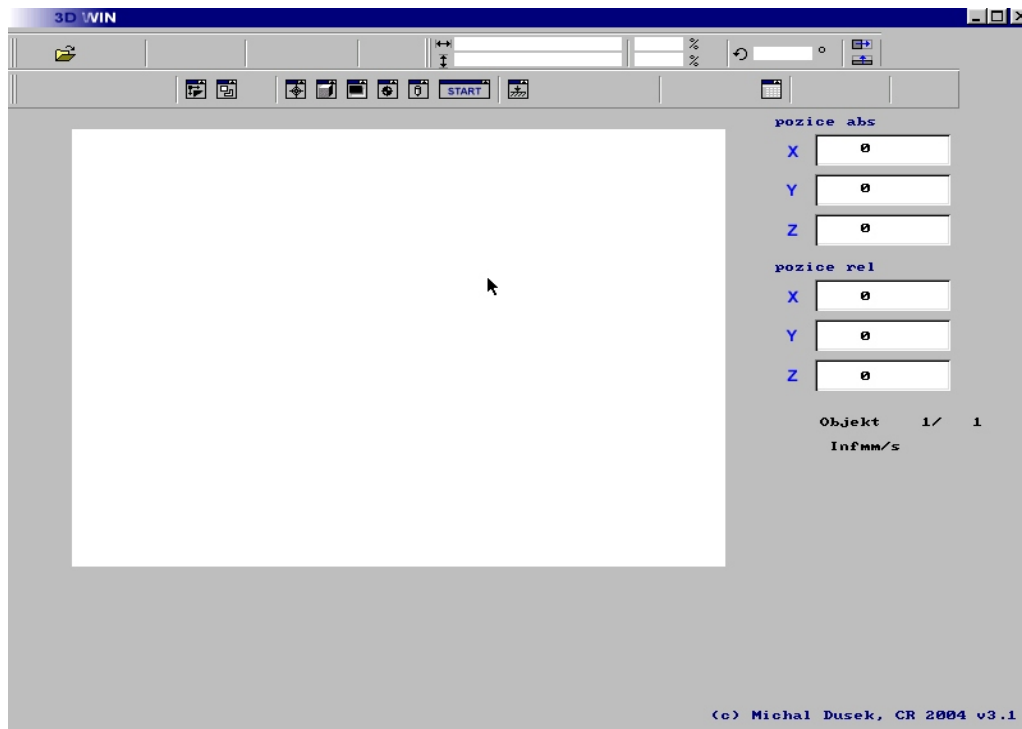 3D WIN
%
%
°
START
pozice abs
X 0
Y 0
Z 0
pozice rel
X 0
Y 0
Z 0
Objekt 1/ 1
Infmm/s
(c) Michal Dusek, CR 2004 v3.1